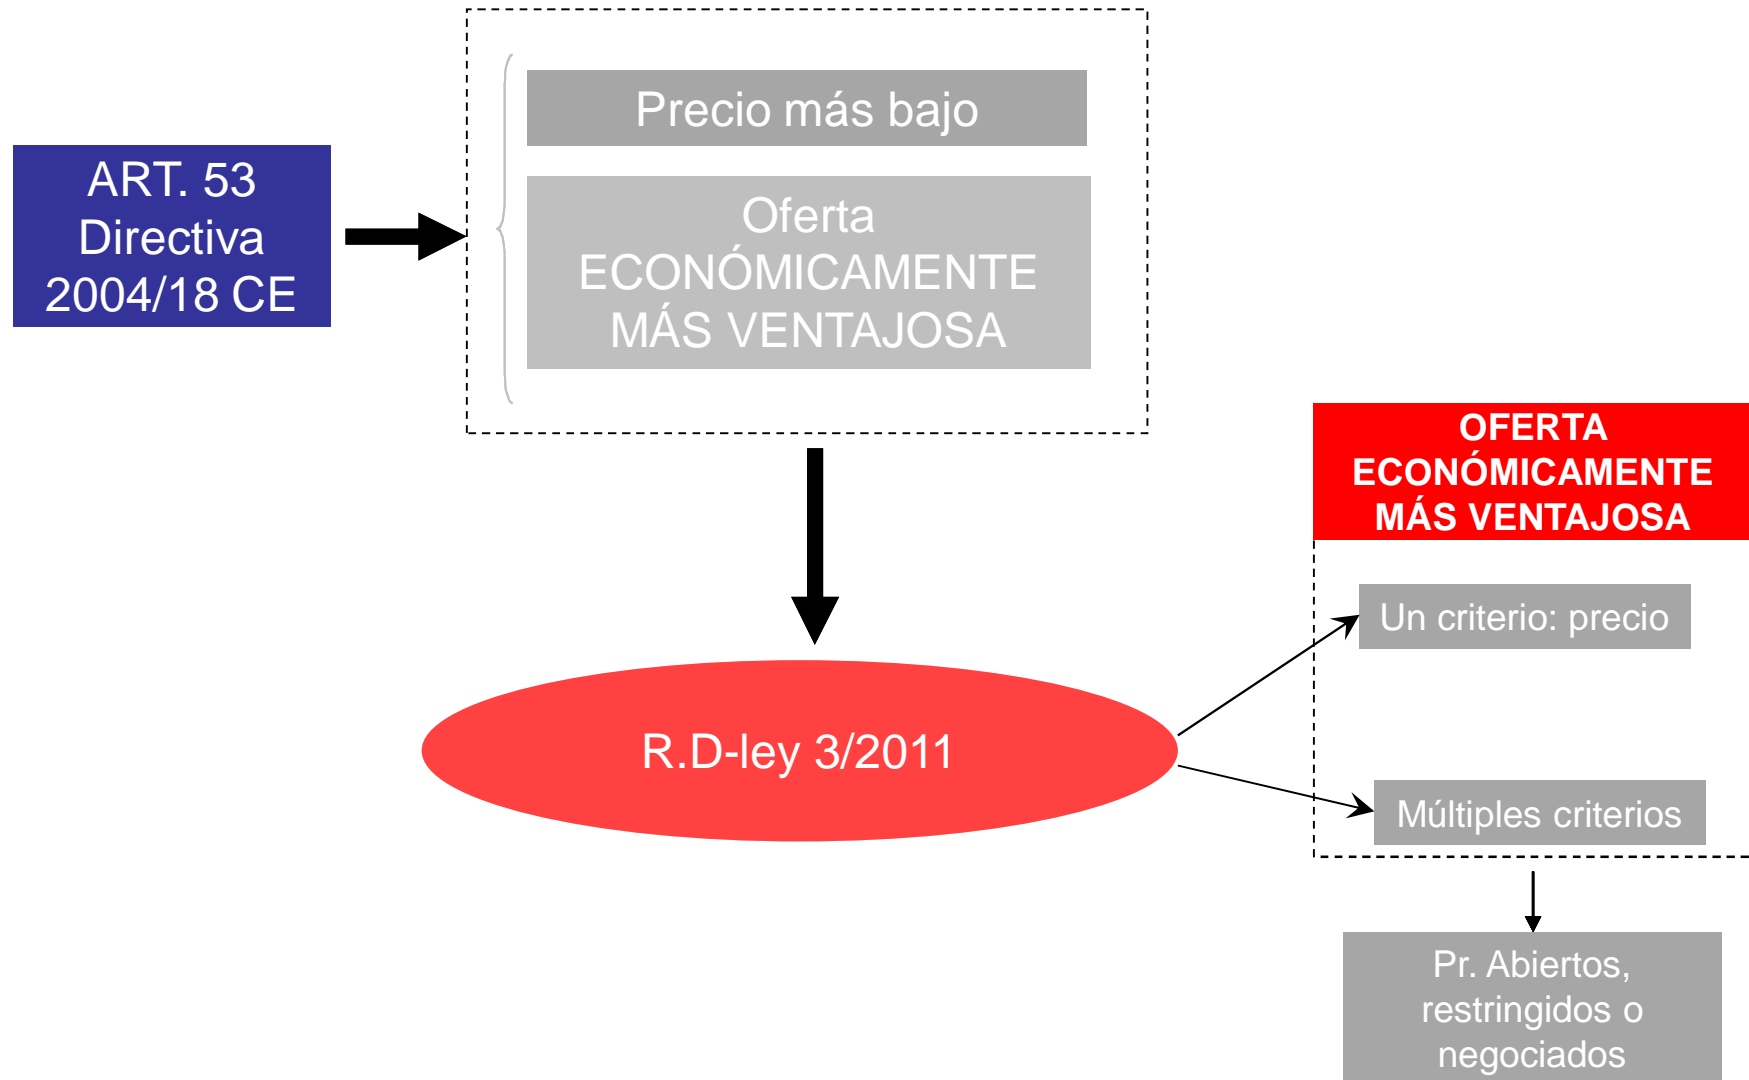 Precio más bajo
ART. 53
Directiva
2004/18 CE
Oferta
ECONÓMICAMENTE
MÁS VENTAJOSA
OFERTA
ECONÓMICAMENTE
MÁS VENTAJOSA
Un criterio: precio
R.D-ley 3/2011
Múltiples criterios
Pr. Abiertos,
restringidos o
negociados